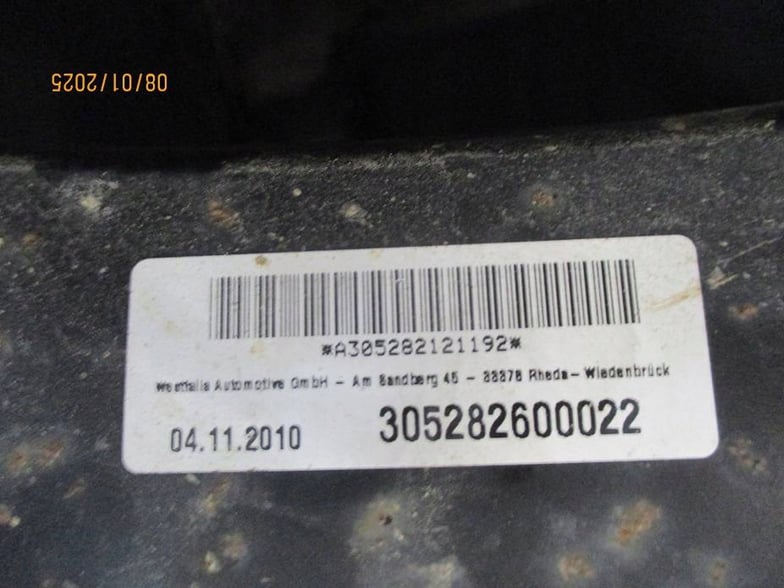 08/01/2025
*A305282121192*
Westfalia Automotive GmbH - Am Sandberg 45 - 33378 Rheda-Wiedenbrück
04.11.2010 305282600022